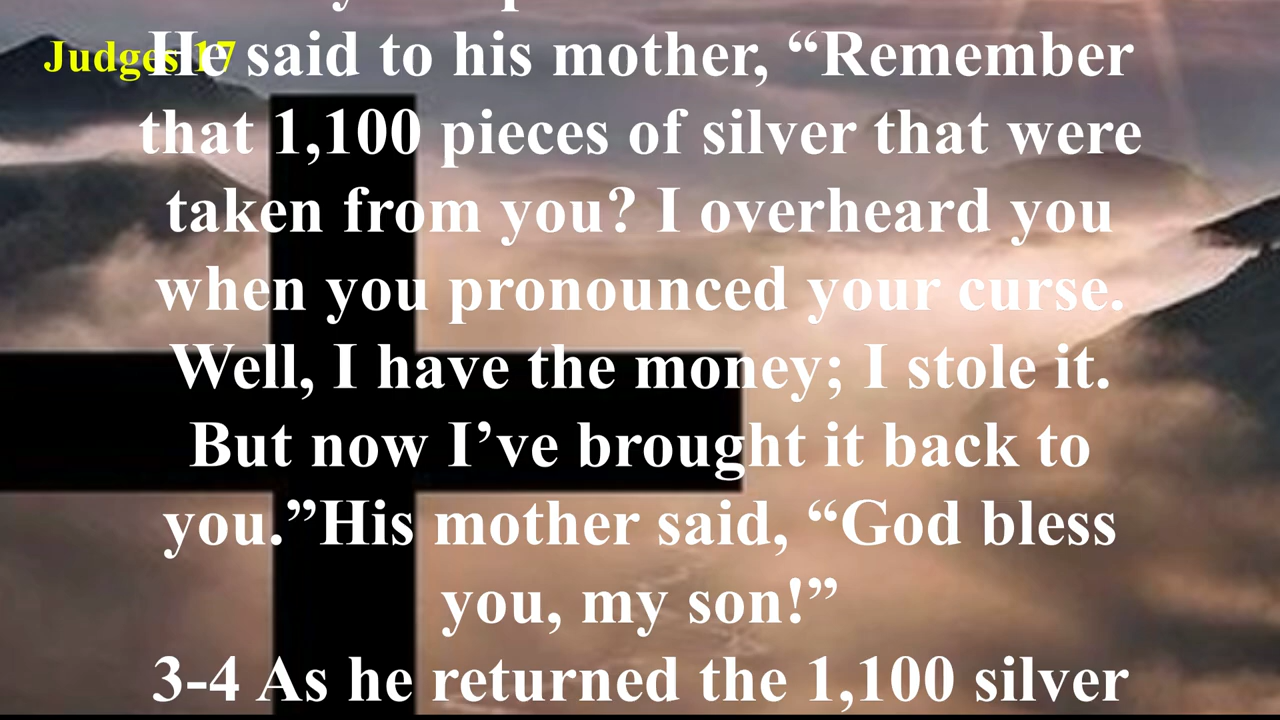 Judges 17
He said to his mother, “Remember
that 1,100 pieces of silver that were
taken from you? I overheard you
when you pronounced your curse.
Well, I have the money; I stole it.
But now I’ve brought it back to
you.”His mother said, “God bless
you, my son!”
3-4 As he returned the 1,100 silver